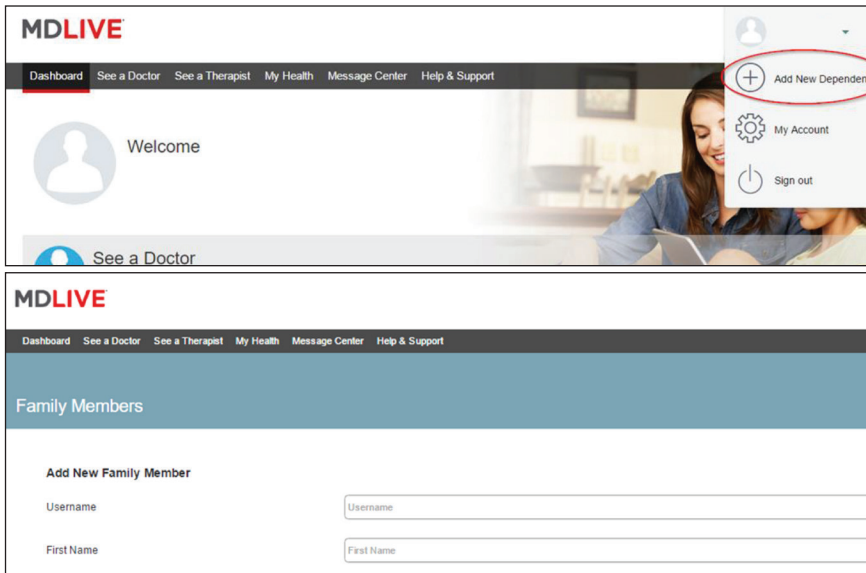 MDLIVE
Dashboard See a Doctor See a Therapist My Health Message Center Help & Support
Add New Dependen
My Account
Sign out
Welcome
See a Doctor
MDLIVE
Dashboard See a Doctor See a Therapist My Health Message Center Help & Support
Family Members
Add New Family Member
Username Username
First Name First Name